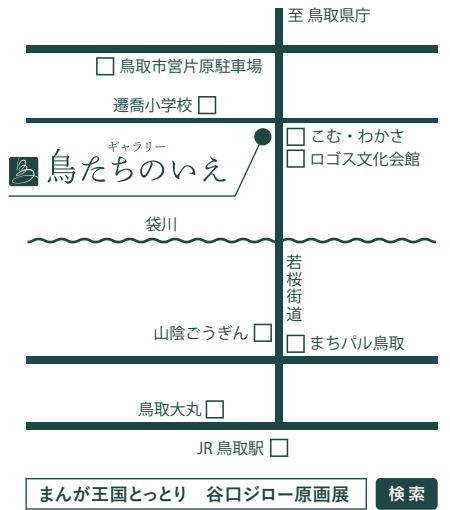 至 鳥取県庁
鳥取市営片原駐車場
遷喬小学校
こむ・わかさ
ギャラリー
鳥たちのいえ
ロゴス文化会館
袋川
若桜街道
山陰ごうぎん
まちパル鳥取
鳥取大丸
JR 鳥取駅
まんが王国とっとり 谷口ジロー原画展 検索